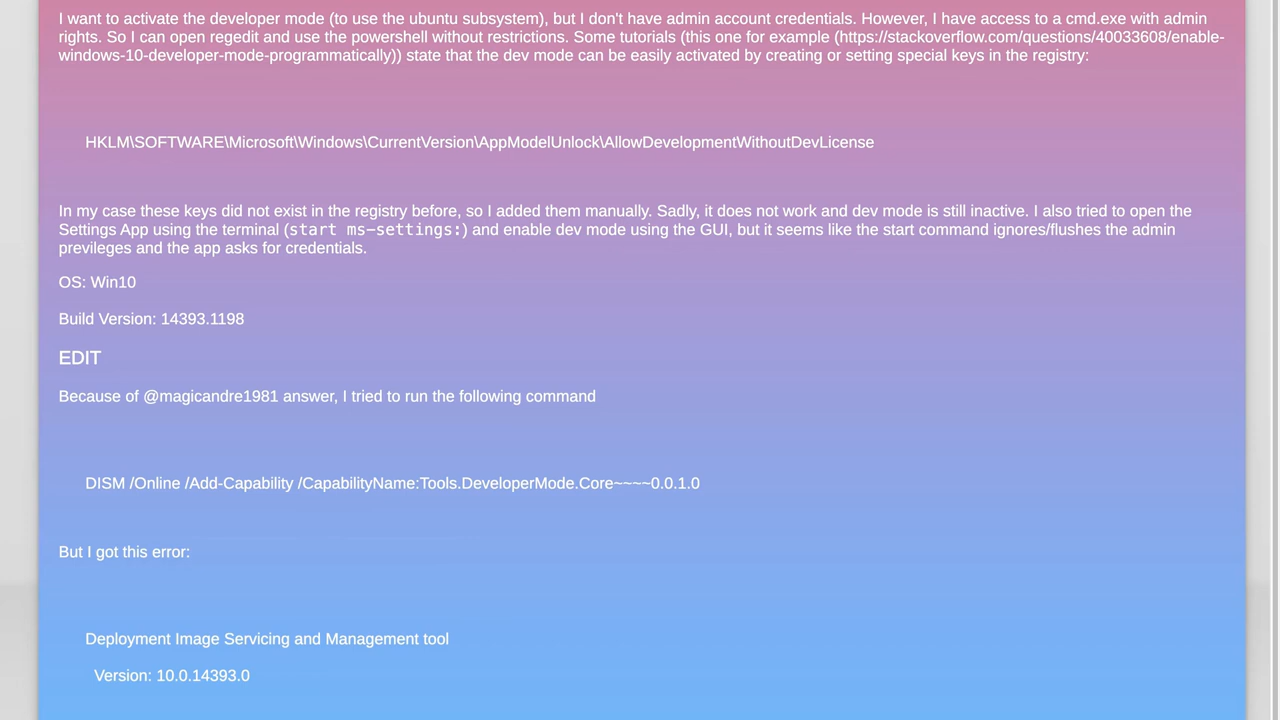 I want to activate the developer mode (to use the ubuntu subsystem), but I don't have admin account credentials. However, I have access to a cmd.exe with admin
rights. So I can open regedit and use the powershell without restrictions. Some tutorials (this one for example (https://stackoverflow.com/questions/40033608/enable-
windows-10-developer-mode-programmatically)) state that the dev mode can be easily activated by creating or setting special keys in the registry:
HKLM\SOFTWARE\Microsoft\Windows\CurrentVersion\AppModelUnlock\AllowDevelopmentWithoutDevLicense
In my case these keys did not exist in the registry before, so I added them manually. Sadly, it does not work and dev mode is still inactive. I also tried to open the
Settings App using the terminal (start ms-settings:) and enable dev mode using the GUI, but it seems like the start command ignores/flushes the admin
previleges and the app asks for credentials.
OS: Win10
Build Version: 14393.1198
EDIT
Because of @magicandre1981 answer, I tried to run the following command
DISM /Online /Add-Capability /CapabilityName:Tools.DeveloperMode.Core~~~~0.0.1.0
But I got this error:
Deployment Image Servicing and Management tool
Version: 10.0.14393.0